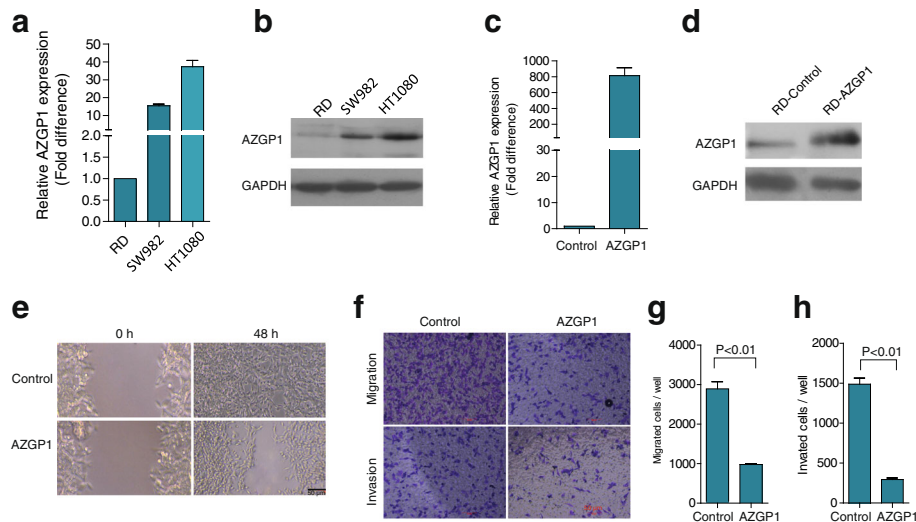 a
Relative AZGP1 expression
(Fold difference)
50
40
30
20
10
2.0
1.5
1.0
0.5
0.0
RD
SW982
HT1080
b
RD
SW982
HT1080
AZGP1
GAPDH
c
Relative AZGP1 expression
(Fold difference)
1000
800
600
400
200
30
20
10
0
Control
AZGP1
d
RD-Control
RD-AZGP1
AZGP1
GAPDH
e
0 h
48 h
Control
AZGP1
f
Control
AZGP1
Migration
Invasion
g
P<0.01
Migrated cells / well
4000
3000
2000
1000
0
Control
AZGP1
h
P<0.01
Invated cells / well
2000
1500
1000
500
0
Control
AZGP1